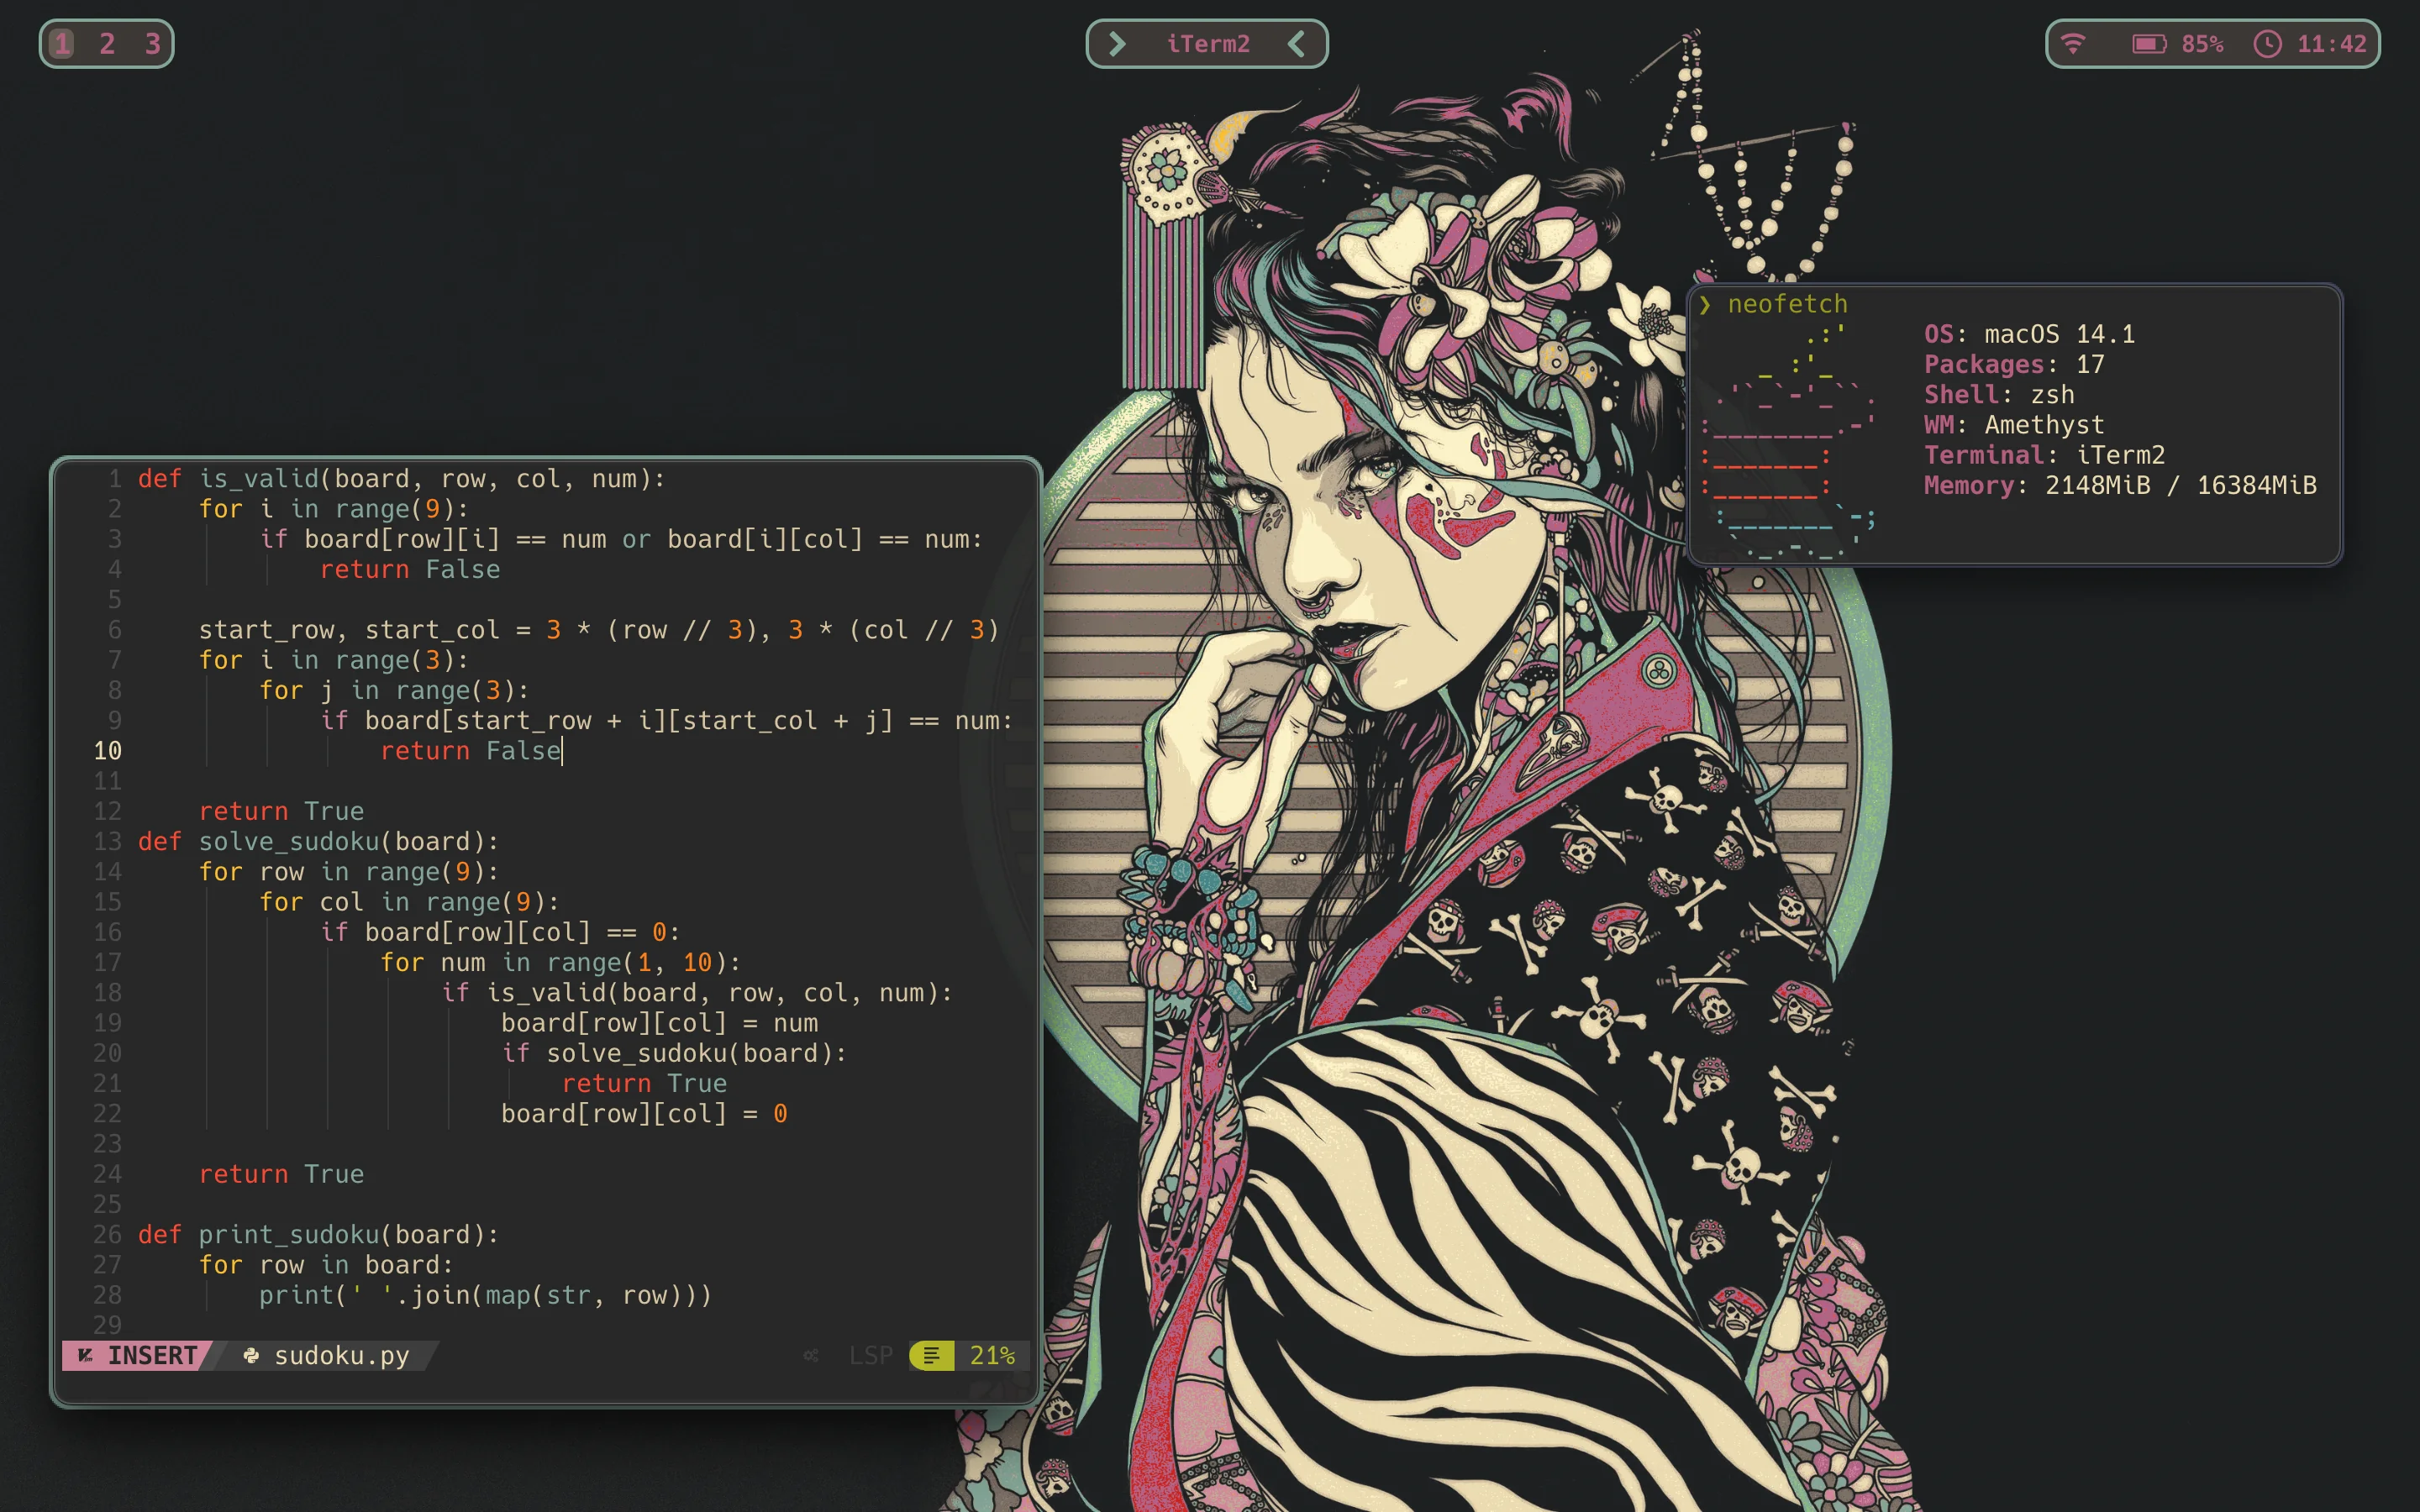 1 2 3
iTerm2
85% 11:42
❯ neofetch
OS: macOS 14.1
Packages: 17
Shell: zsh
WM: Amethyst
Terminal: iTerm2
Memory: 2148MiB / 16384MiB
1 def is_valid(board, row, col, num):
2     for i in range(9):
3         if board[row][i] == num or board[i][col] == num:
4             return False
5
6     start_row, start_col = 3 * (row // 3), 3 * (col // 3)
7     for i in range(3):
8         for j in range(3):
9             if board[start_row + i][start_col + j] == num:
10                 return False
11
12     return True
13 def solve_sudoku(board):
14     for row in range(9):
15         for col in range(9):
16             if board[row][col] == 0:
17                 for num in range(1, 10):
18                     if is_valid(board, row, col, num):
19                         board[row][col] = num
20                         if solve_sudoku(board):
21                             return True
22                         board[row][col] = 0
23
24     return True
25
26 def print_sudoku(board):
27     for row in board:
28         print(' '.join(map(str, row)))
29
INSERT sudoku.py LSP 21%